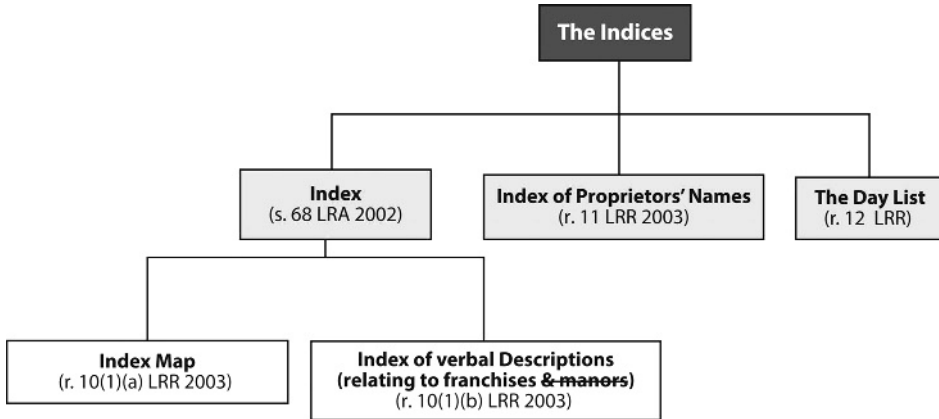 The Indices
Index
(s. 68 LRA 2002)
Index of Proprietors’ Names
(r. 11 LRR 2003)
The Day List
(r. 12 LRR)
Index Map
(r. 10(1)(a) LRR 2003)
Index of verbal Descriptions
(relating to franchises & manors)
(r. 10(1)(b) LRR 2003)